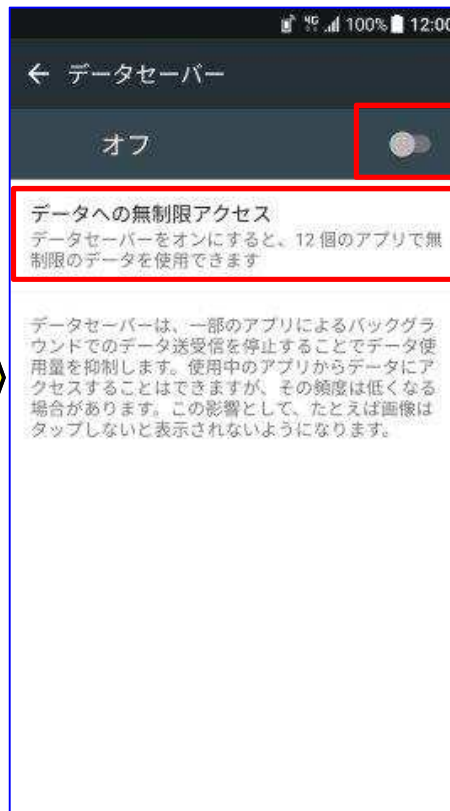 4G 100% 12:00
← データセーバー
オフ
データへの無制限アクセス
データセーバーをオンにすると、12 個のアプリで無
制限のデータを使用できます
データセーバーは、一部のアプリによるバックグラ
ウンドでのデータ送受信を停止することでデータ使
用量を抑制します。使用中のアプリからデータにア
クセスすることはできますが、その頻度は低くなる
場合があります。この影響として、たとえば画像は
タップしないと表示されないようになります。